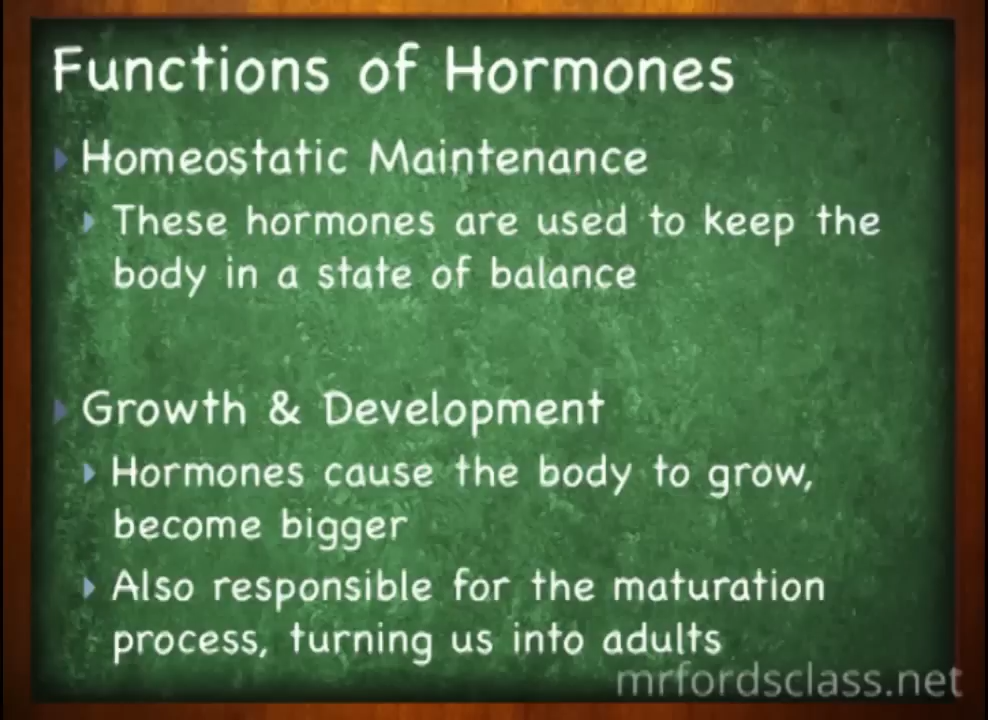 Functions of Hormones
Homeostatic Maintenance
These hormones are used to keep the
body in a state of balance
Growth & Development
Hormones cause the body to grow,
become bigger
Also responsible for the maturation
process, turning us into adults
mrfordsclass.net